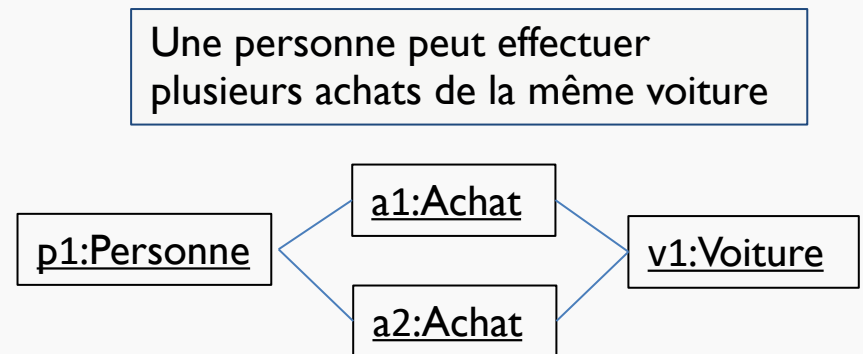 Une personne peut effectuer
plusieurs achats de la même voiture
a1:Achat
p1:Personne
v1:Voiture
a2:Achat